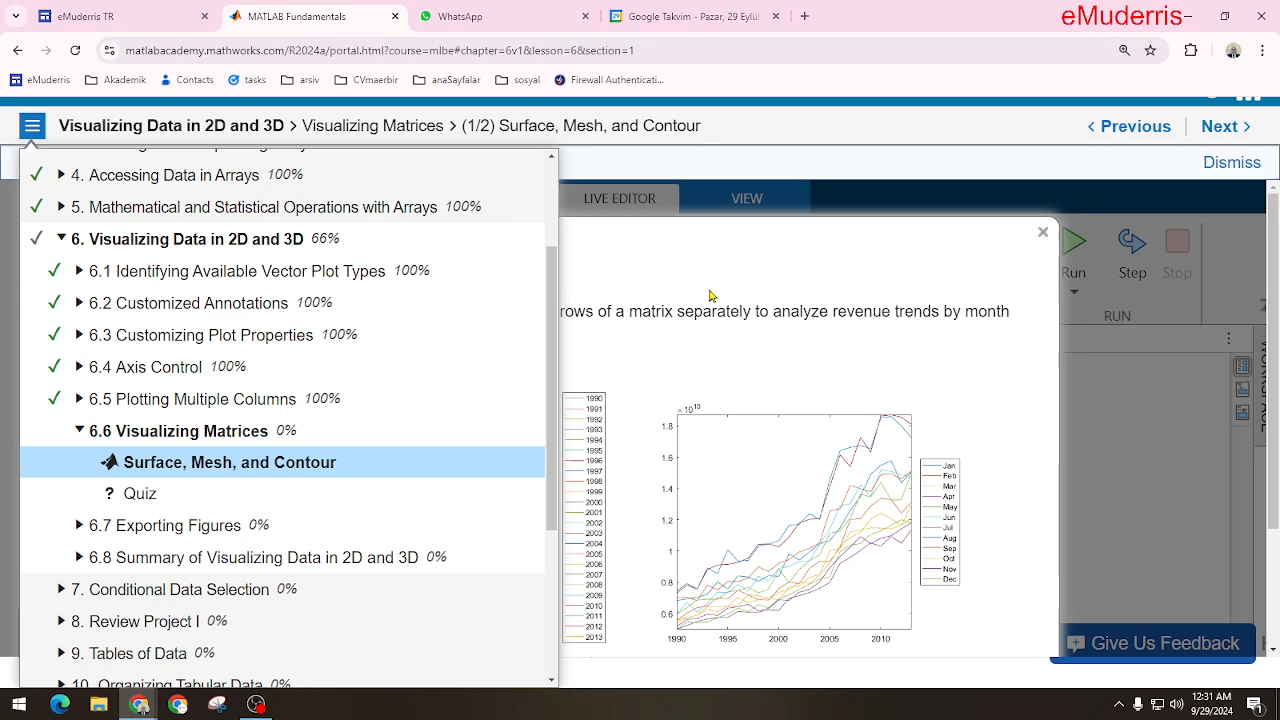 eMuderris TR
MATLAB Fundamentals
WhatsApp
Google Takvim - Pazar, 29 Eylül
eMuderris
matlabacademy.mathworks.com/R2024a/portal.html?course=mlbe#chapter=6v1&lesson=6&section=1
eMuderris
Akademik
Contacts
tasks
arsiv
CVmaerbir
anaSayfalar
sosyal
Firewall Authenticati...
Visualizing Data in 2D and 3D > Visualizing Matrices > (1/2) Surface, Mesh, and Contour
< Previous
Next >
Dismiss
4. Accessing Data in Arrays 100%
5. Mathematical and Statistical Operations with Arrays 100%
6. Visualizing Data in 2D and 3D 66%
6.1 Identifying Available Vector Plot Types 100%
6.2 Customized Annotations 100%
6.3 Customizing Plot Properties 100%
6.4 Axis Control 100%
6.5 Plotting Multiple Columns 100%
6.6 Visualizing Matrices 0%
Surface, Mesh, and Contour
? Quiz
6.7 Exporting Figures 0%
6.8 Summary of Visualizing Data in 2D and 3D 0%
7. Conditional Data Selection 0%
8. Review Project I 0%
9. Tables of Data 0%
10. Organizing Tabular Data 0%
LIVE EDITOR
VIEW
Run
Step
Stop
RUN
rows of a matrix separately to analyze revenue trends by month
1990
1991
1992
1993
1994
1995
1996
1997
1998
1999
2000
2001
2002
2003
2004
2005
2006
2007
2008
2009
2010
2011
2012
2013
× 10^10
1.8
1.6
1.4
1.2
1
0.8
0.6
1990
1995
2000
2005
2010
Jan
Feb
Mar
Apr
May
Jun
Jul
Aug
Sep
Oct
Nov
Dec
Give Us Feedback
12:31 AM
9/29/2024